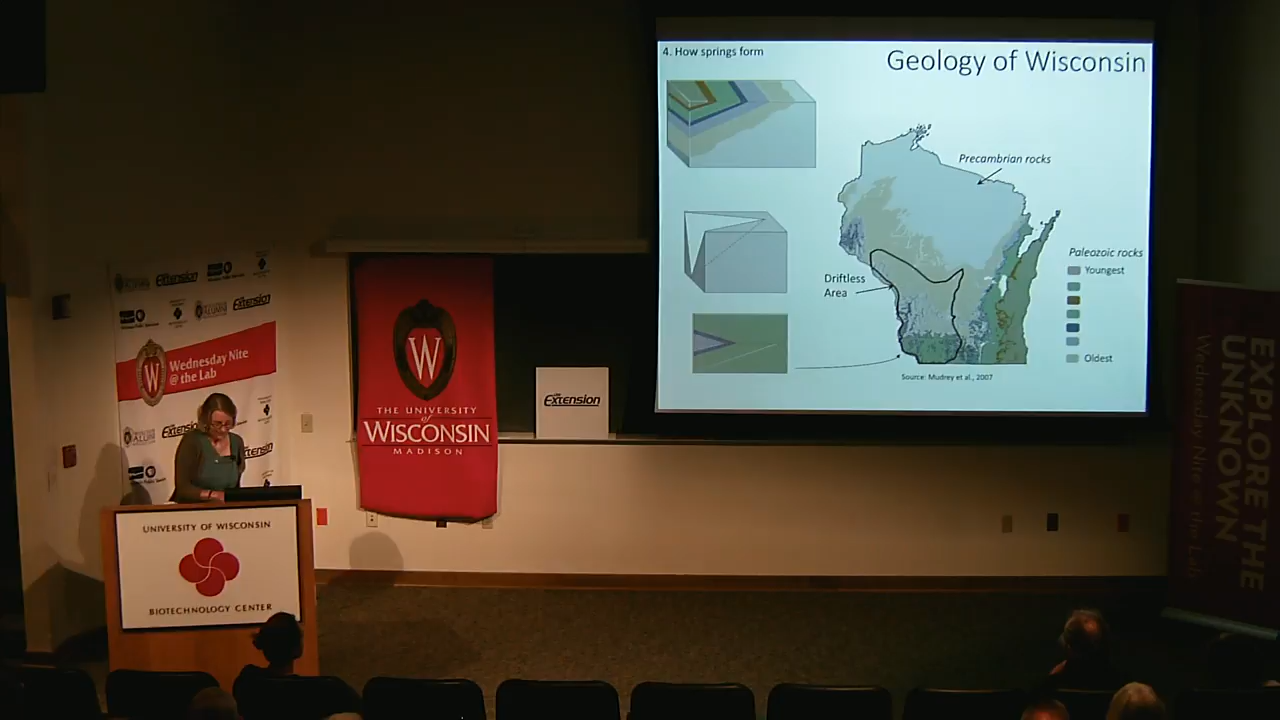 4. How springs form
Geology of Wisconsin
Precambrian rocks
Paleozoic rocks
Youngest
Driftless
Area
Oldest
Source: Mudrey et al., 2007
Extension
Extension
Wednesday Nite
@ the Lab
W
THE UNIVERSITY
of
WISCONSIN
MADISON
Extension
UNIVERSITY OF WISCONSIN
BIOTECHNOLOGY CENTER
EXPLORE THE
UNKNOWN
Wednesday Nite @ the Lab